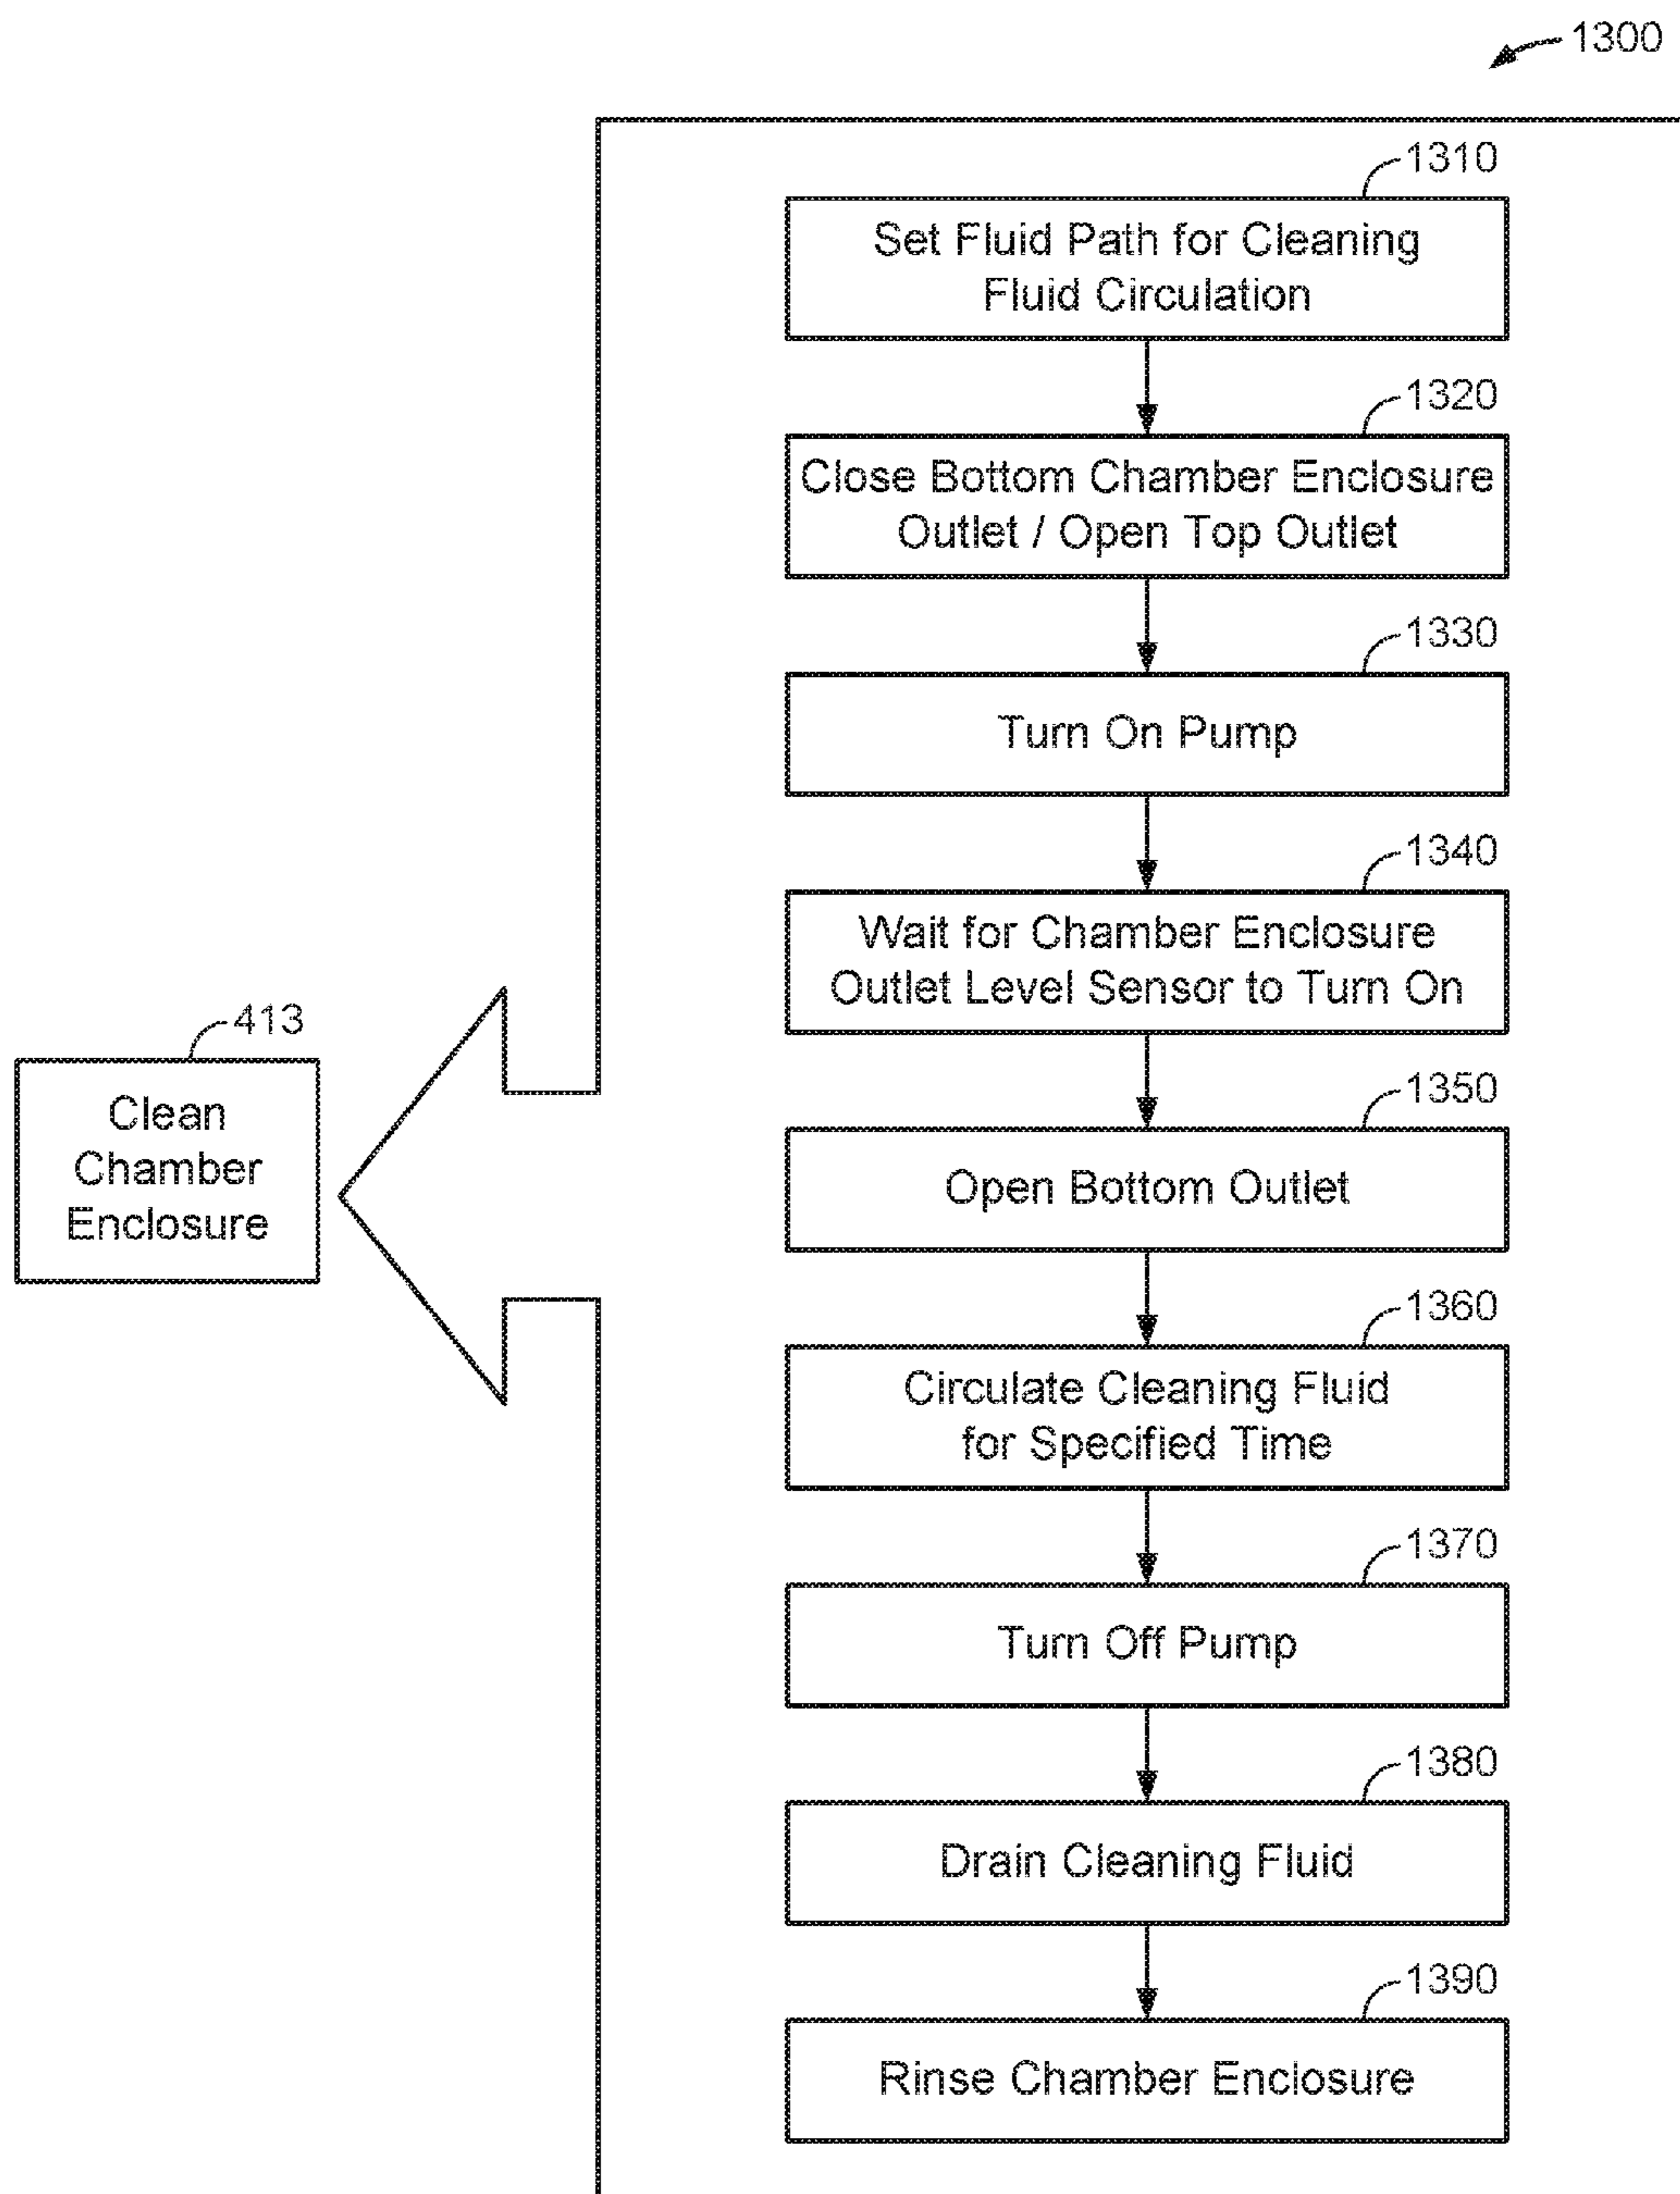 1300
1310
Set Fluid Path for Cleaning
Fluid Circulation
1320
Close Bottom Chamber Enclosure
Outlet / Open Top Outlet
1330
Turn On Pump
1340
Wait for Chamber Enclosure
Outlet Level Sensor to Turn On
413
Clean
Chamber
Enclosure
1350
Open Bottom Outlet
1360
Circulate Cleaning Fluid
for Specified Time
1370
Turn Off Pump
1380
Drain Cleaning Fluid
1390
Rinse Chamber Enclosure